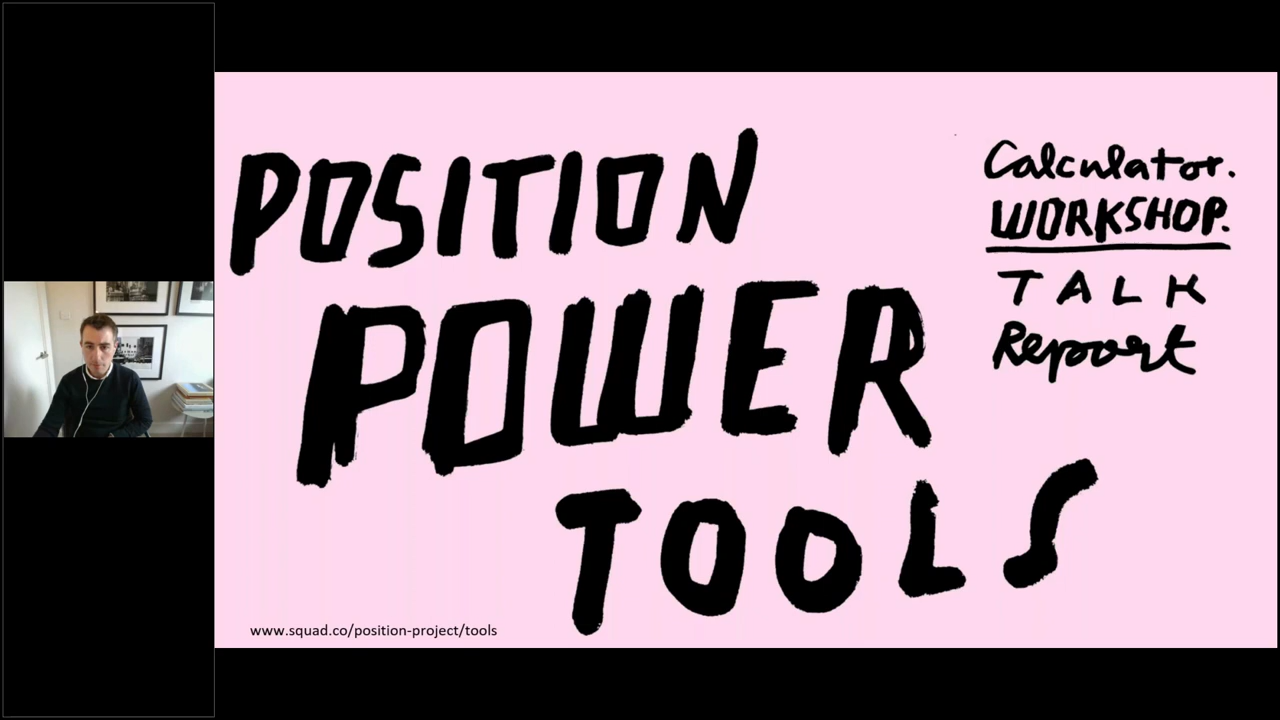 POSITION
POWER
TOOLS
Calculator.
WORKSHOP.
TALK
Report
www.squad.co/position-project/tools